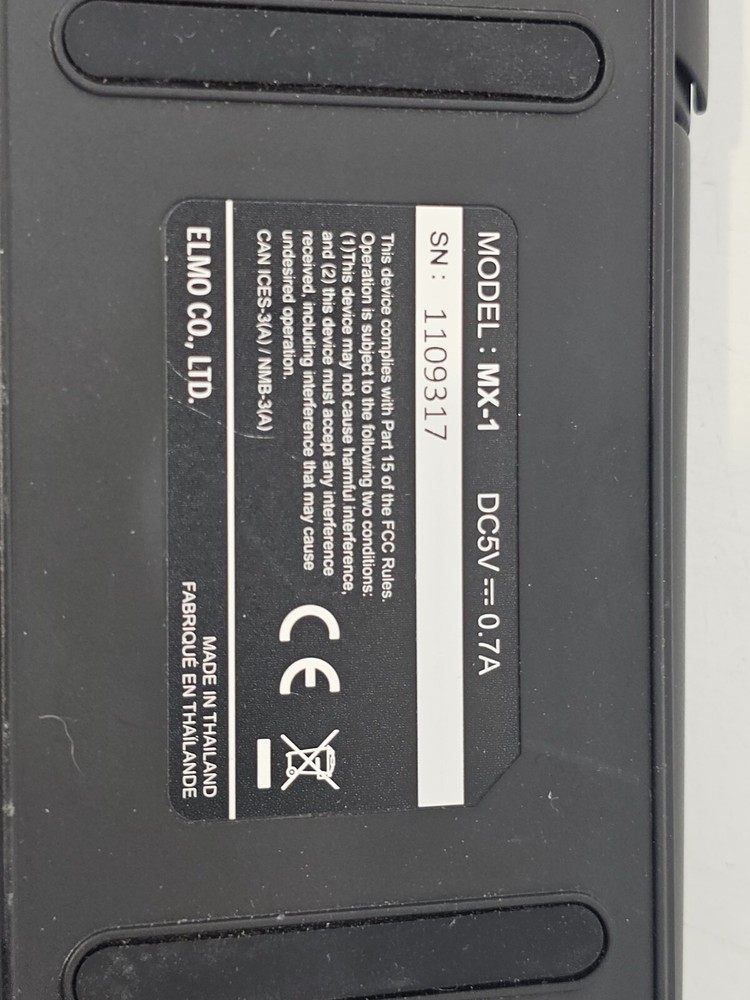 MODEL : MX-1 DC5V ⎓ 0.7A
SN : 1109317
This device complies with Part 15 of the FCC Rules.
Operation is subject to the following two conditions:
(1)This device may not cause harmful interference,
and (2) this device must accept any interference
received, including interference that may cause
undesired operation.
CAN ICES-3(A) / NMB-3(A)
CE
ELMO CO., LTD.
MADE IN THAILAND
FABRIQUÉ EN THAÏLANDE